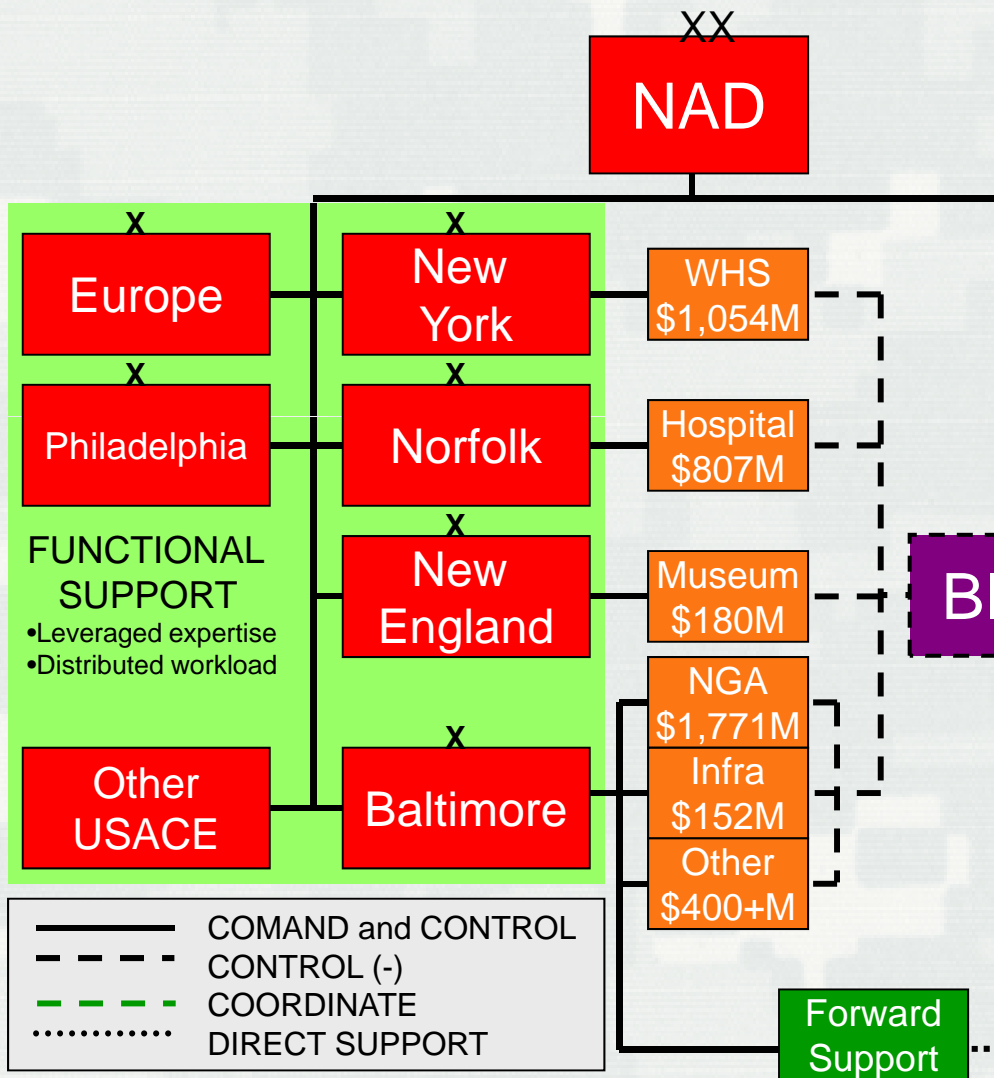 XX
NAD
X
Europe
X
New
York
WHS
$1,054M
X
Philadelphia
X
Norfolk
Hospital
$807M
FUNCTIONAL
SUPPORT
•Leveraged expertise
•Distributed workload
X
New
England
Museum
$180M
NGA
$1,771M
Other
USACE
X
Baltimore
Infra
$152M
Other
$400+M
COMAND and CONTROL
CONTROL (-)
COORDINATE
DIRECT SUPPORT
Forward
Support